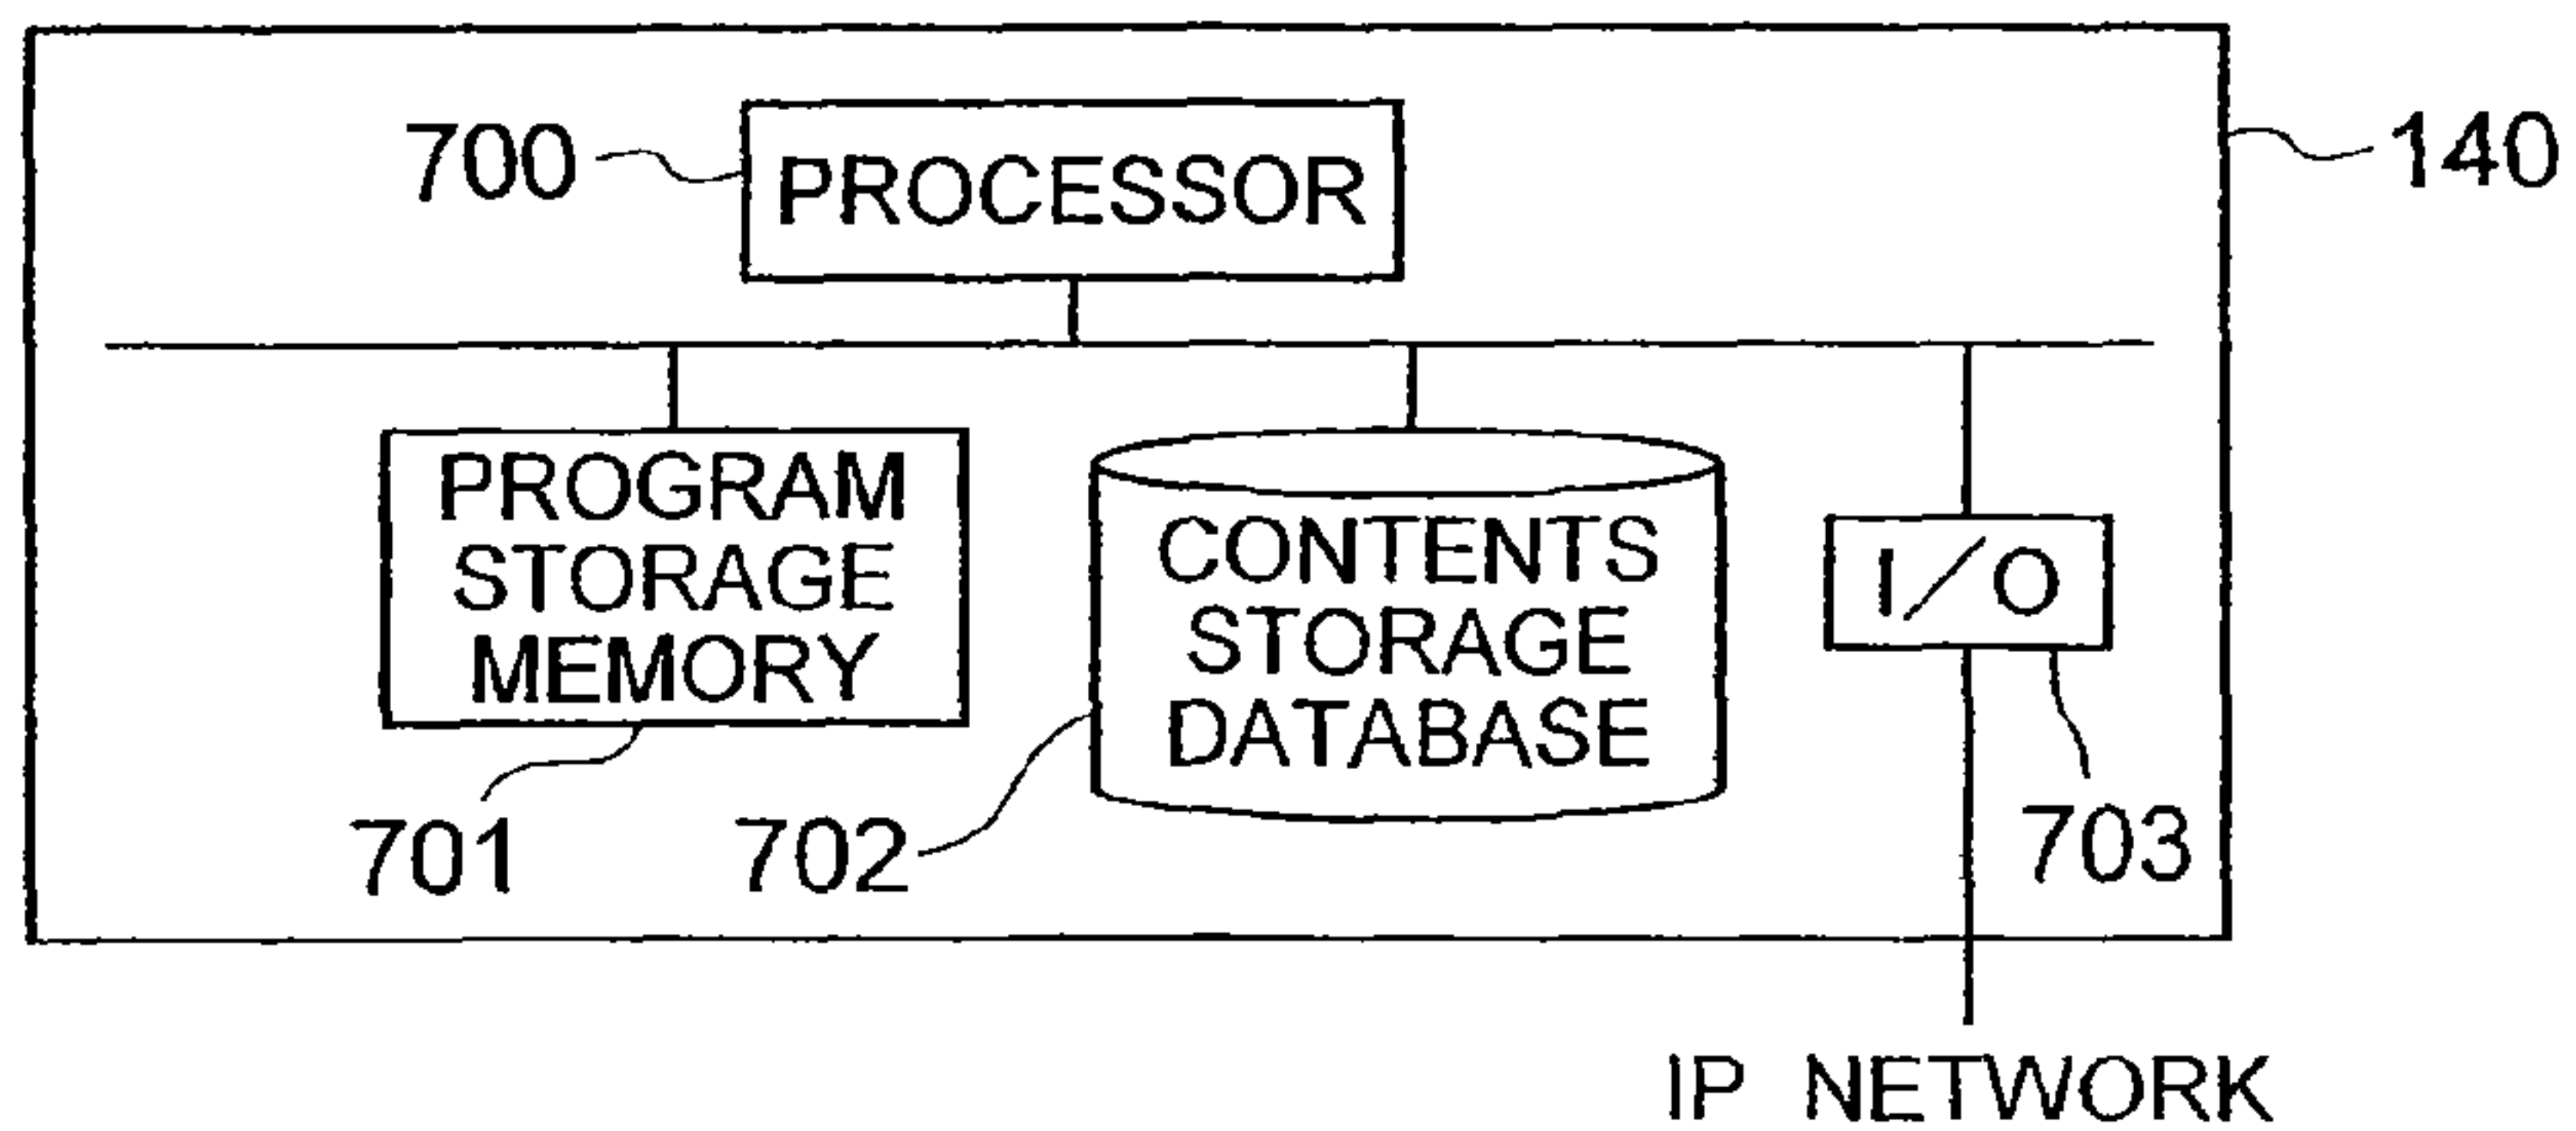 700
PROCESSOR
140
PROGRAM
STORAGE
MEMORY
CONTENTS
STORAGE
DATABASE
I/O
701
702
703
IP NETWORK